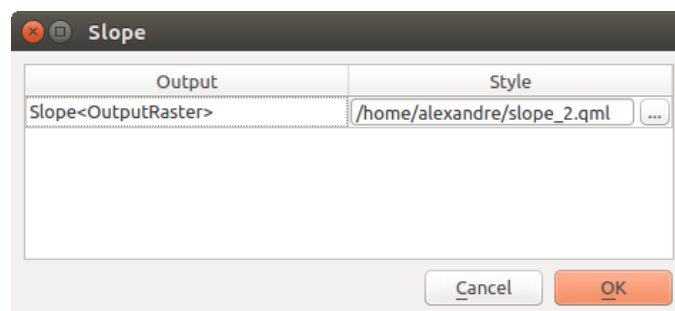 Slope
Output Style
Slope<OutputRaster> /home/alexandre/slope_2.qml ...
Cancel OK